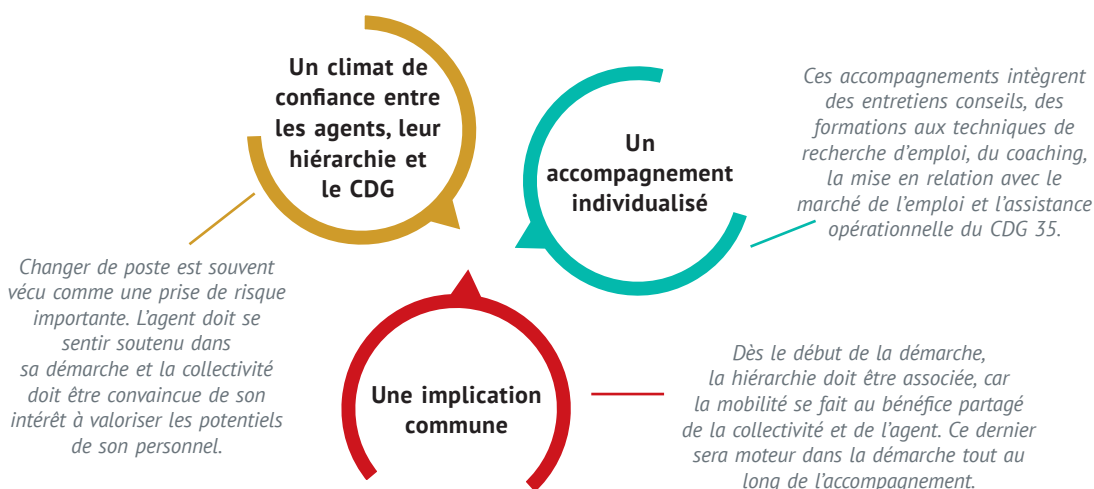 Un climat de
confiance entre
les agents, leur
hiérarchie et
le CDG
Changer de poste est souvent
vécu comme une prise de risque
importante. L’agent doit se
sentir soutenu dans
sa démarche et la collectivité
doit être convaincue de son
intérêt à valoriser les potentiels
de son personnel.
Un
accompagnement
individualisé
Ces accompagnements intègrent
des entretiens conseils, des
formations aux techniques de
recherche d’emploi, du coaching,
la mise en relation avec le
marché de l’emploi et l’assistance
opérationnelle du CDG 35.
Une implication
commune
Dès le début de la démarche,
la hiérarchie doit être associée, car
la mobilité se fait au bénéfice partagé
de la collectivité et de l’agent. Ce dernier
sera moteur dans la démarche tout au
long de l’accompagnement.